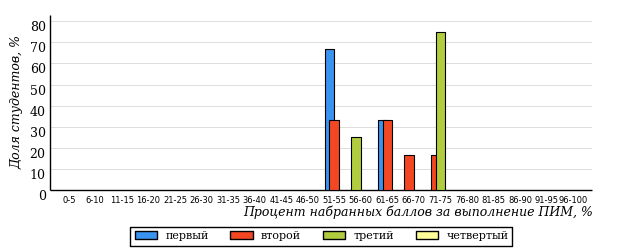 Доля студентов, %
80
70
60
50
40
30
20
10
0
0-5 6-10 11-15 16-20 21-25 26-30 31-35 36-40 41-45 46-50 51-55 56-60 61-65 66-70 71-75 76-80 81-85 86-90 91-95 96-100
Процент набранных баллов за выполнение ПИМ, %
первый второй третий четвертый